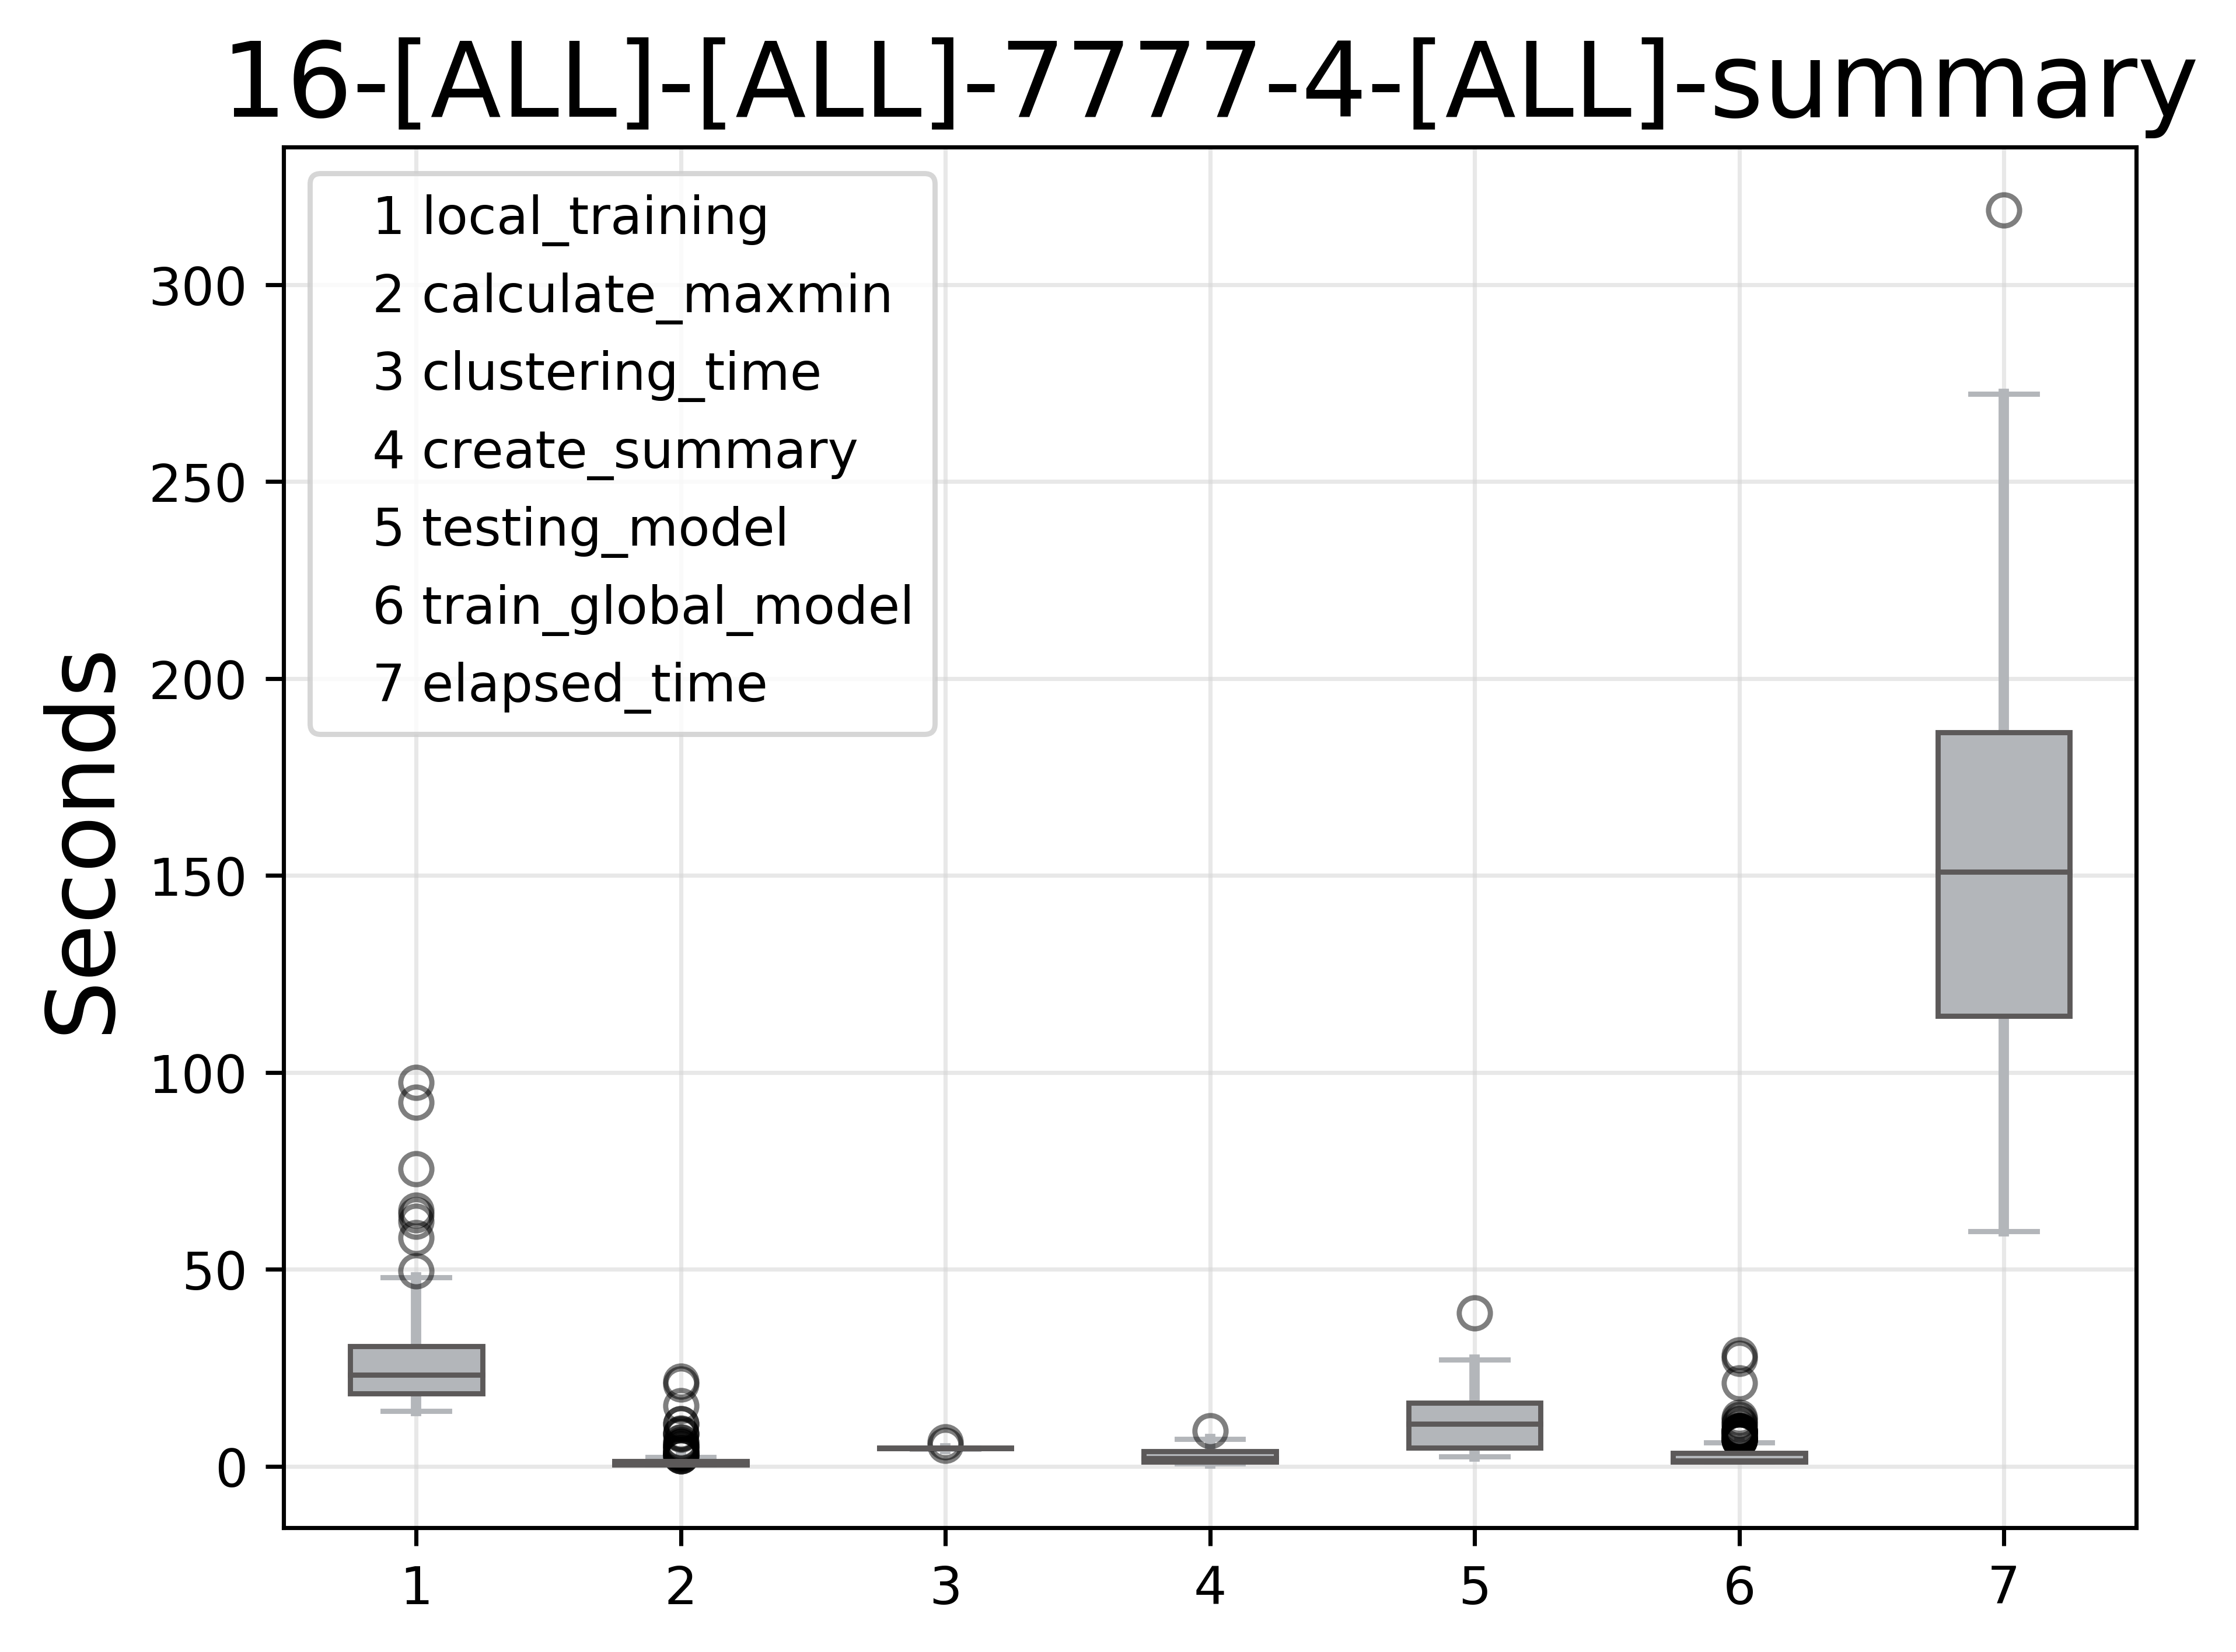 16-[ALL]-[ALL]-7777-4-[ALL]-summary
1 local_training
2 calculate_maxmin
3 clustering_time
4 create_summary
5 testing_model
6 train_global_model
7 elapsed_time
Seconds
300
250
200
150
100
50
0
1 2 3 4 5 6 7